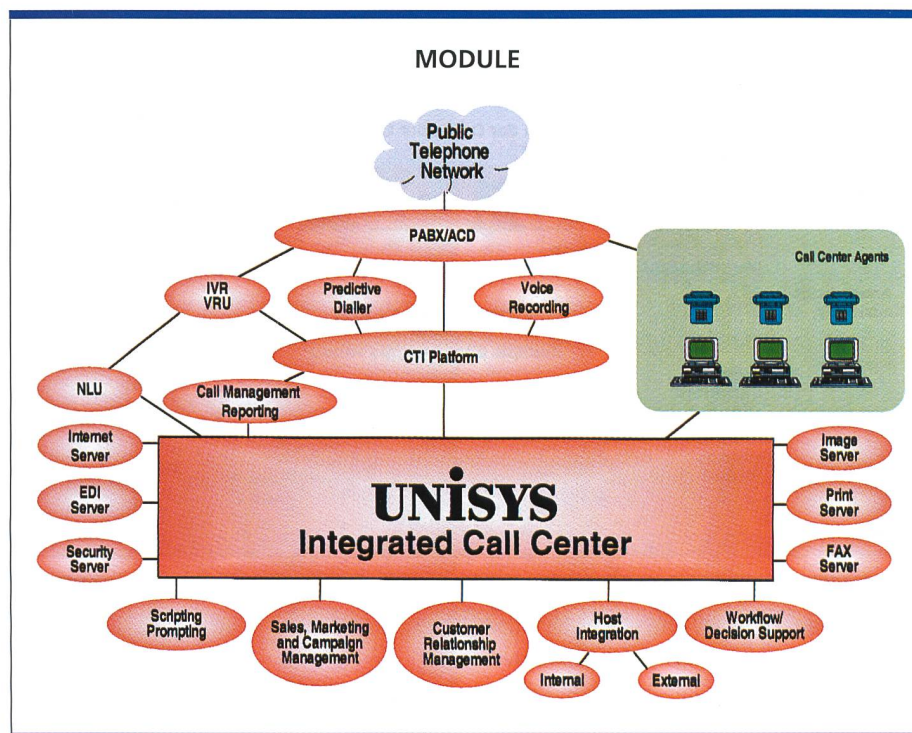 MODULE
Public
Telephone
Network
PABX/ACD
Call Center Agents
IVR
VRU
Predictive
Dialler
Voice
Recording
CTI Platform
NLU
Call Management
Reporting
Internet
Server
Image
Server
UNiSYS
Integrated Call Center
EDI
Server
Print
Server
Security
Server
FAX
Server
Scripting
Prompting
Sales, Marketing
and Campaign
Management
Customer
Relationship
Management
Host
Integration
Workflow/
Decision Support
Internal
External